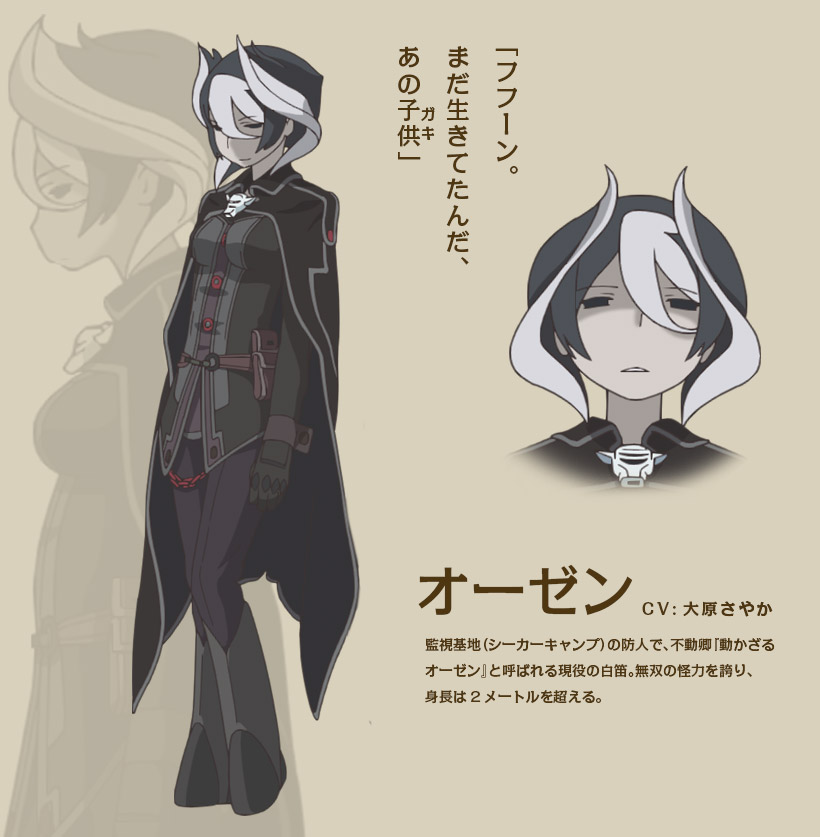 「フフーン。
まだ生きてたんだ、
あの子供」
ガキ
オーゼン
CV:大原さやか
監視基地(シーカーキャンプ)の防人で、不動卿『動かざる
オーゼン』と呼ばれる現役の白笛。無双の怪力を誇り、
身長は2メートルを超える。